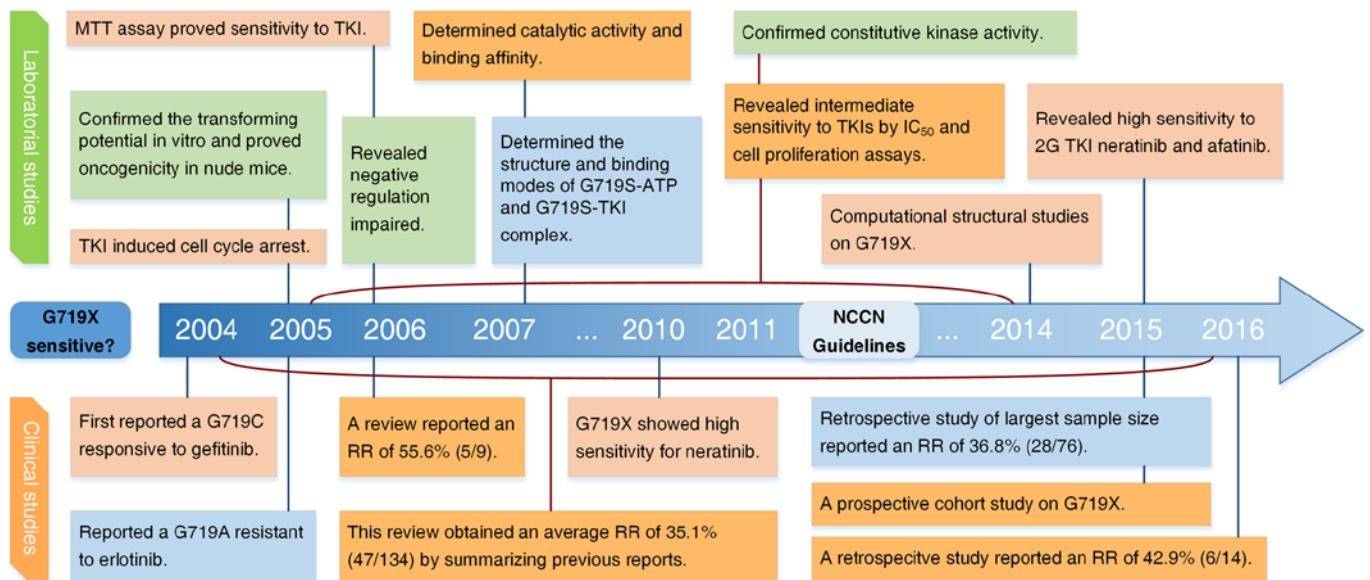 Laboratorial studies
MTT assay proved sensitivity to TKI.
Confirmed the transforming
potential in vitro and proved
oncogenicity in nude mice.
TKI induced cell cycle arrest.
Revealed
negative
regulation
impaired.
Determined catalytic activity and
binding affinity.
Determined the
structure and binding
modes of G719S-ATP
and G719S-TKI
complex.
Confirmed constitutive kinase activity.
Revealed intermediate
sensitivity to TKIs by IC₅₀ and
cell proliferation assays.
Computational structural studies
on G719X.
Revealed high sensitivity to
2G TKI neratinib and afatinib.
G719X
sensitive?
2004 2005 2006 2007 ... 2010 2011
NCCN
Guidelines
... 2014 2015 2016
Clinical studies
First reported a G719C
responsive to gefitinib.
Reported a G719A resistant
to erlotinib.
A review reported an
RR of 55.6% (5/9).
This review obtained an average RR of 35.1%
(47/134) by summarizing previous reports.
G719X showed high
sensitivity for neratinib.
Retrospective study of largest sample size
reported an RR of 36.8% (28/76).
A prospective cohort study on G719X.
A retrospecitve study reported an RR of 42.9% (6/14).